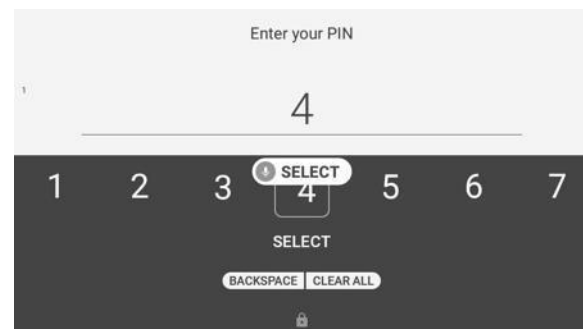 Enter your PIN
1
4
SELECT
1 2 3 4 5 6 7
SELECT
BACKSPACE CLEAR ALL